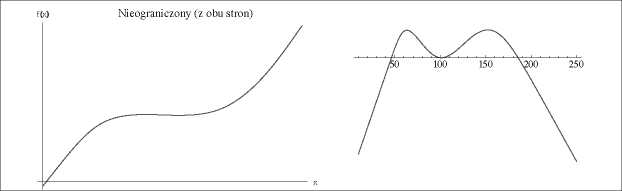 F(x)
Nieograniczony (z obu stron)
x
50 100 150 200 250